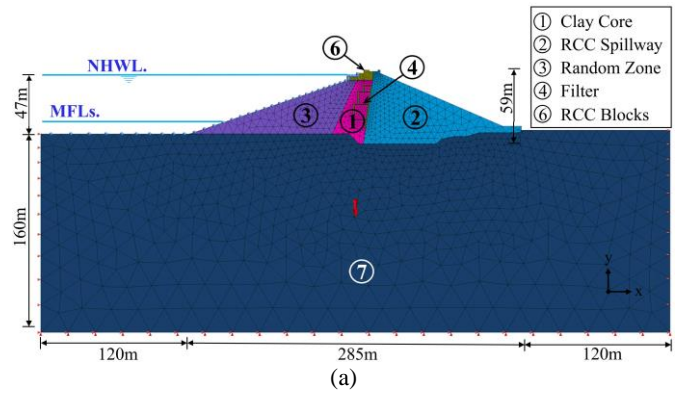 ① Clay Core
② RCC Spillway
③ Random Zone
④ Filter
⑥ RCC Blocks
NHWL.
MFLs.
47m
59m
160m
⑥
④
③
①
②
⑦
y
x
120m
285m
120m
(a)